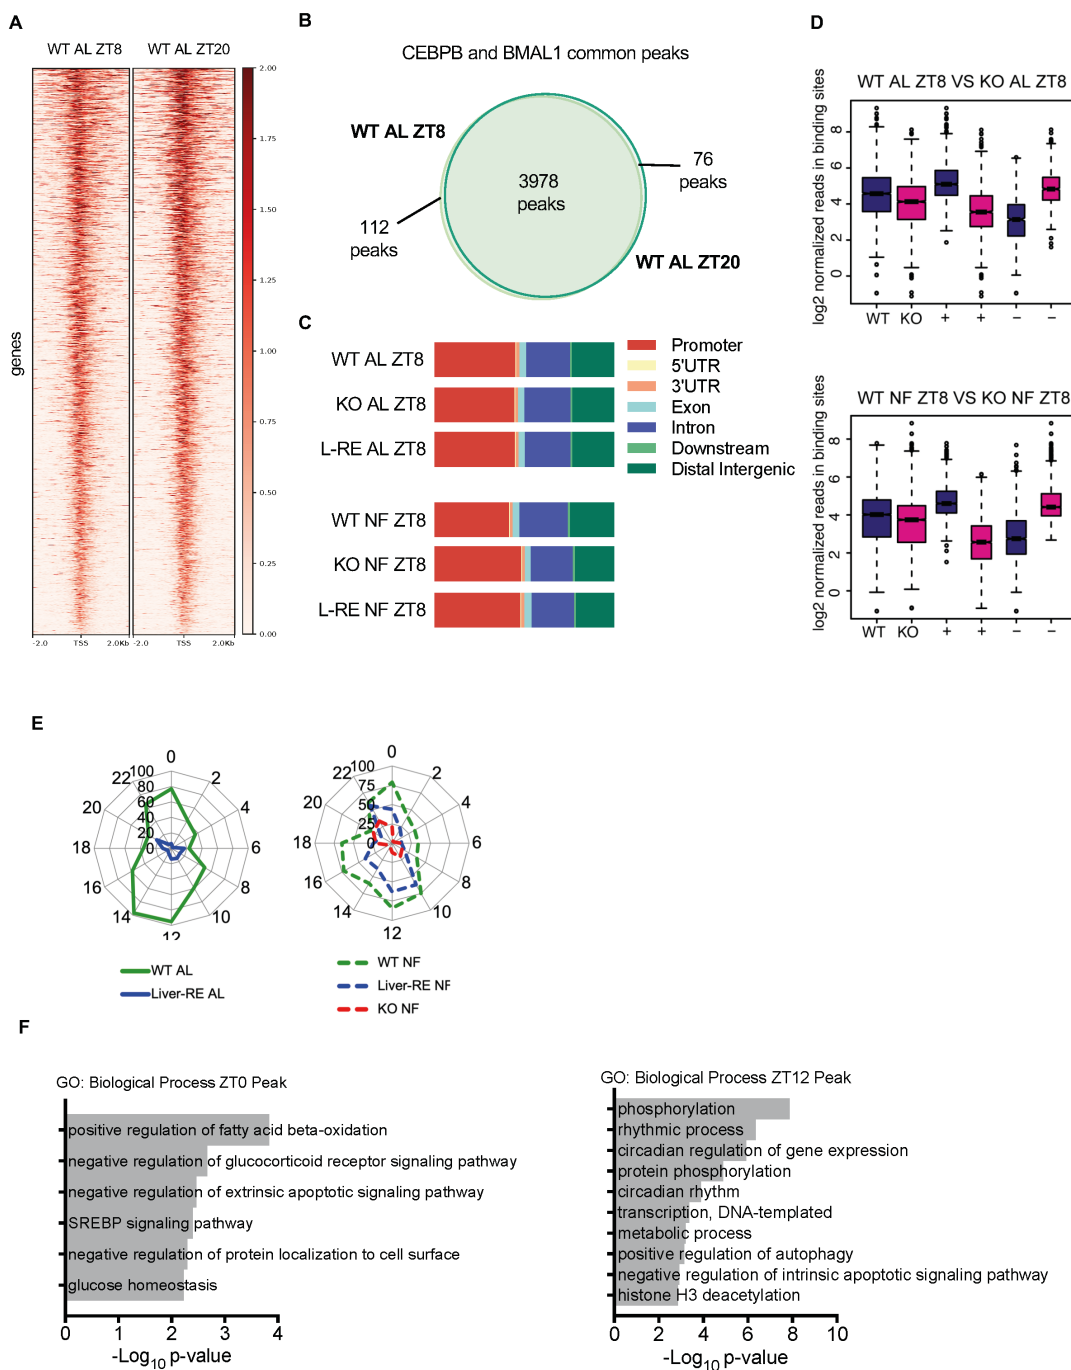 A
WT AL ZT8
WT AL ZT20
genes
2.00
1.75
1.50
1.25
1.00
0.75
0.50
0.25
0.00
-2.0
TSS
2.0Kb
-2.0
TSS
2.0Kb
B
CEBPB and BMAL1 common peaks
WT AL ZT8
3978
peaks
76
peaks
112
peaks
WT AL ZT20
C
WT AL ZT8
KO AL ZT8
L-RE AL ZT8
WT NF ZT8
KO NF ZT8
L-RE NF ZT8
Promoter
5'UTR
3'UTR
Exon
Intron
Downstream
Distal Intergenic
D
WT AL ZT8 VS KO AL ZT8
log2 normalized reads in binding sites
8
6
4
2
0
WT
KO
+
+
−
−
WT NF ZT8 VS KO NF ZT8
log2 normalized reads in binding sites
8
6
4
2
0
WT
KO
+
+
−
−
E
0
2
4
6
8
10
12
14
16
18
20
22
100
80
60
40
20
0
WT AL
Liver-RE AL
0
2
4
6
8
10
12
14
16
18
20
22
100
75
50
25
0
WT NF
Liver-RE NF
KO NF
F
GO: Biological Process ZT0 Peak
positive regulation of fatty acid beta-oxidation
negative regulation of glucocorticoid receptor signaling pathway
negative regulation of extrinsic apoptotic signaling pathway
SREBP signaling pathway
negative regulation of protein localization to cell surface
glucose homeostasis
0
1
2
3
4
-Log10 p-value
GO: Biological Process ZT12 Peak
phosphorylation
rhythmic process
circadian regulation of gene expression
protein phosphorylation
circadian rhythm
transcription, DNA-templated
metabolic process
positive regulation of autophagy
negative regulation of intrinsic apoptotic signaling pathway
histone H3 deacetylation
0
2
4
6
8
10
-Log10 p-value